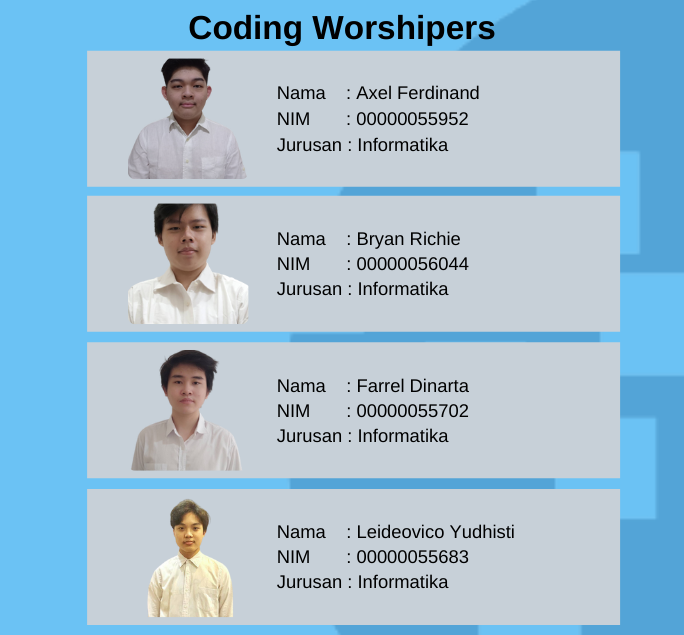 Coding Worshipers
Nama : Axel Ferdinand
NIM : 00000055952
Jurusan : Informatika
Nama : Bryan Richie
NIM : 00000056044
Jurusan : Informatika
Nama : Farrel Dinarta
NIM : 00000055702
Jurusan : Informatika
Nama : Leideovico Yudhisti
NIM : 00000055683
Jurusan : Informatika